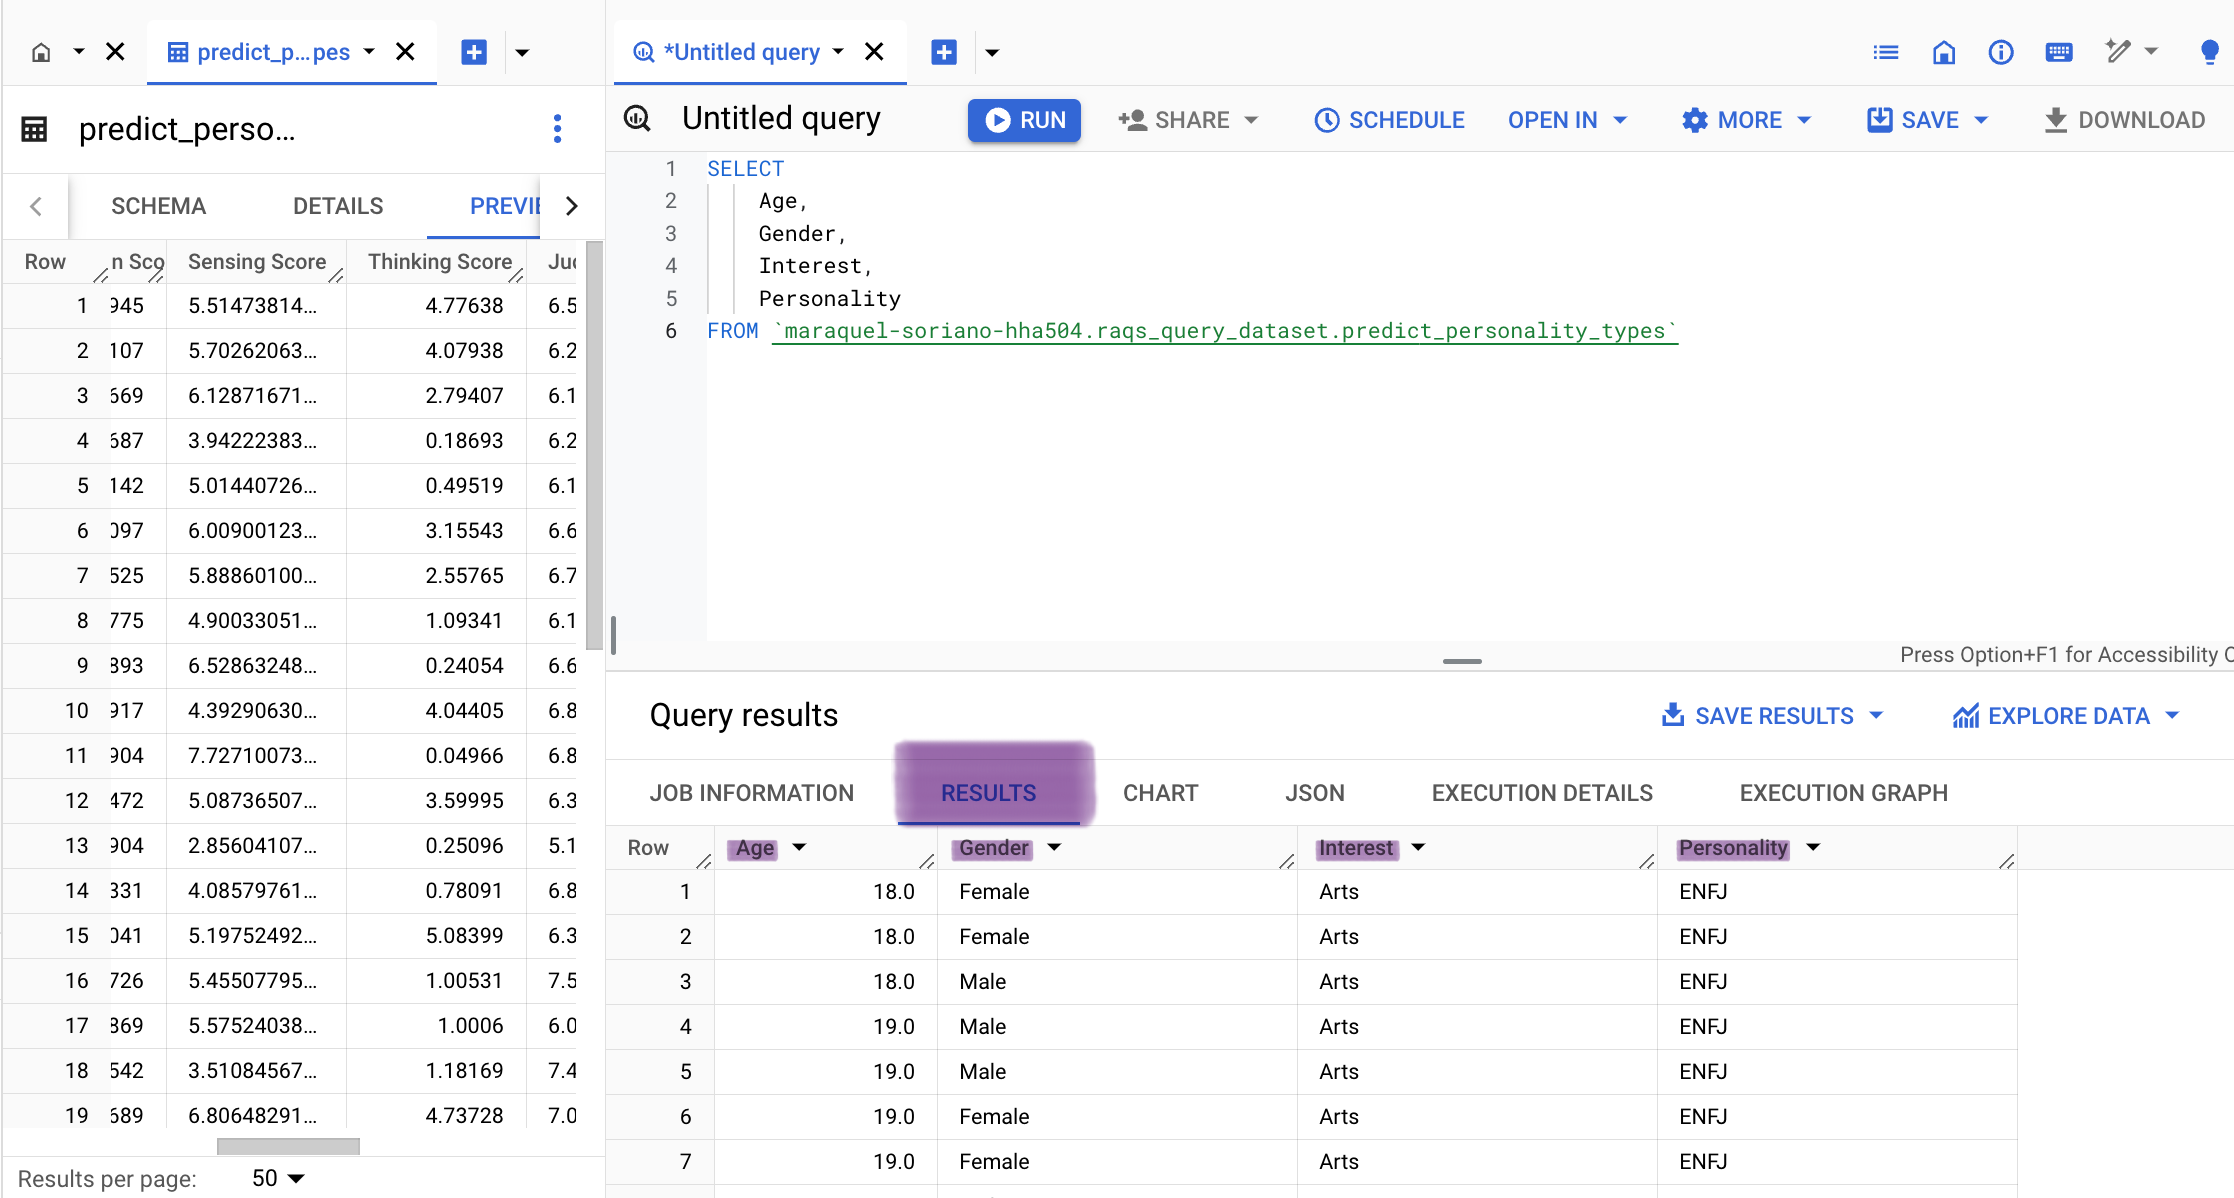 predict_p...pes
*Untitled query
predict_perso...
Untitled query
RUN
SHARE
SCHEDULE
OPEN IN
MORE
SAVE
DOWNLOAD
SCHEMA
DETAILS
PREVIE
Row n Sco Sensing Score Thinking Score Juc
1 945 5.51473814... 4.77638 6.5
2 107 5.70262063... 4.07938 6.2
3 669 6.12871671... 2.79407 6.1
4 687 3.94222383... 0.18693 6.2
5 142 5.01440726... 0.49519 6.1
6 097 6.00900123... 3.15543 6.6
7 525 5.88860100... 2.55765 6.7
8 775 4.90033051... 1.09341 6.1
9 893 6.52863248... 0.24054 6.6
10 917 4.39290630... 4.04405 6.8
11 904 7.72710073... 0.04966 6.8
12 472 5.08736507... 3.59995 6.3
13 904 2.85604107... 0.25096 5.1
14 331 4.08579761... 0.78091 6.8
15 041 5.19752492... 5.08399 6.3
16 726 5.45507795... 1.00531 7.5
17 869 5.57524038... 1.0006 6.0
18 542 3.51084567... 1.18169 7.4
19 689 6.80648291... 4.73728 7.0
Results per page: 50
1 SELECT
2 Age,
3 Gender,
4 Interest,
5 Personality
6 FROM `maraquel-soriano-hha504.raqs_query_dataset.predict_personality_types`
Press Option+F1 for Accessibility
Query results
SAVE RESULTS
EXPLORE DATA
JOB INFORMATION
RESULTS
CHART
JSON
EXECUTION DETAILS
EXECUTION GRAPH
Row Age Gender Interest Personality
1 18.0 Female Arts ENFJ
2 18.0 Female Arts ENFJ
3 18.0 Male Arts ENFJ
4 19.0 Male Arts ENFJ
5 19.0 Male Arts ENFJ
6 19.0 Female Arts ENFJ
7 19.0 Female Arts ENFJ